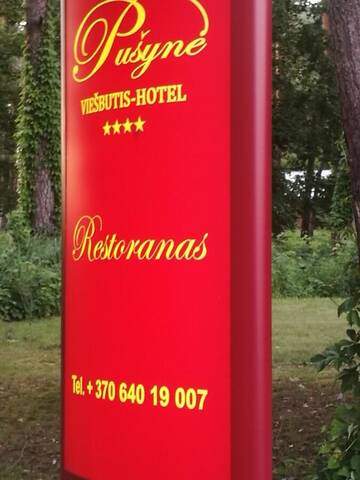 Pušynė
VIEŠBUTIS-HOTEL
Restoranas
Tel. + 370 640 19 007